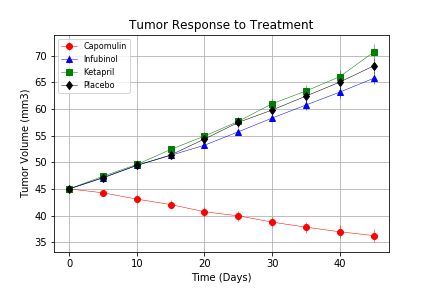 Tumor Response to Treatment
Capomulin
Infubinol
Ketapril
Placebo
Tumor Volume (mm3)
70
65
60
55
50
45
40
35
0 10 20 30 40
Time (Days)